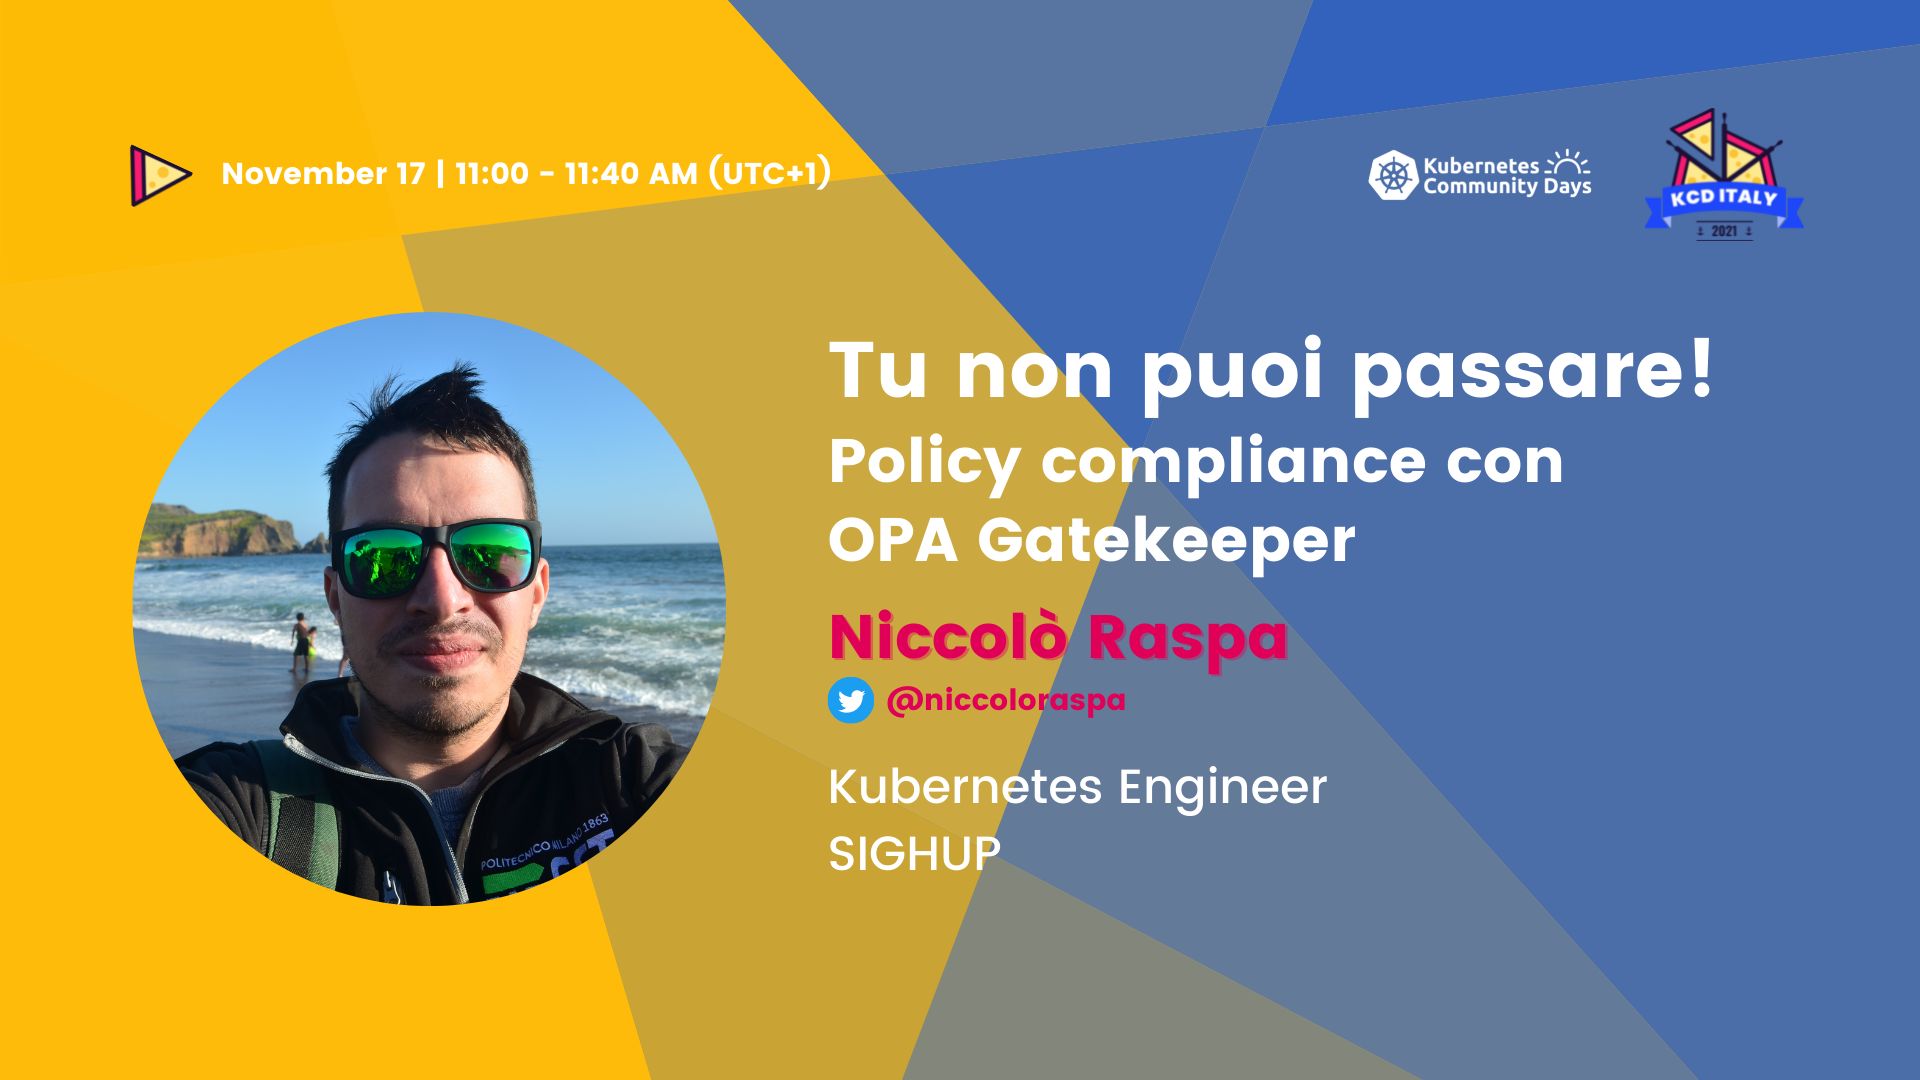 November 17 | 11:00 - 11:40 AM (UTC+1)
Kubernetes
Community Days
KCD ITALY
2021
Tu non puoi passare!
Policy compliance con
OPA Gatekeeper
Niccolò Raspa
@niccoloraspa
Kubernetes Engineer
SIGHUP
POLITECNICO MILANO 1863